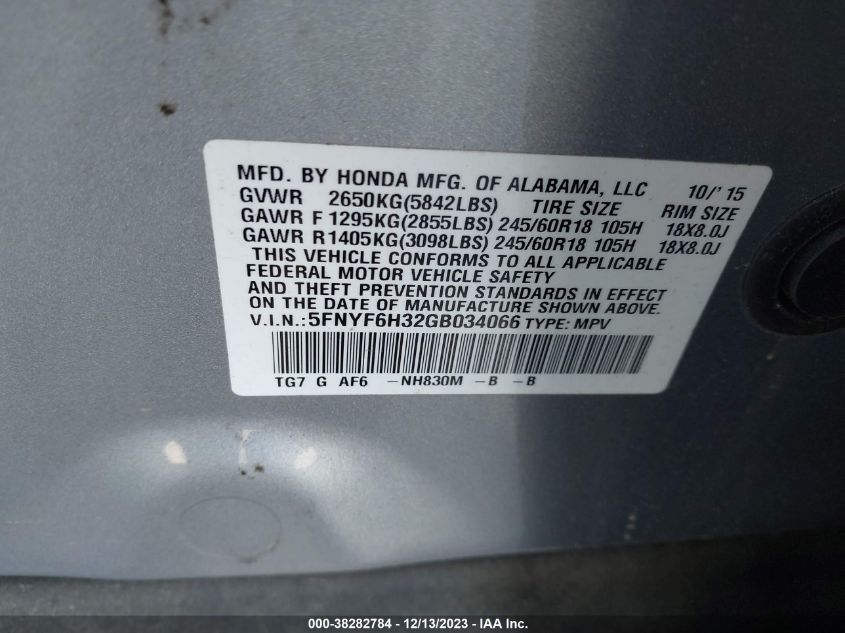 MFD. BY HONDA MFG. OF ALABAMA, LLC 10/'15
GVWR 2650KG(5842LBS) TIRE SIZE RIM SIZE
GAWR F 1295KG(2855LBS) 245/60R18 105H 18X8.0J
GAWR R1405KG(3098LBS) 245/60R18 105H 18X8.0J
THIS VEHICLE CONFORMS TO ALL APPLICABLE
FEDERAL MOTOR VEHICLE SAFETY
AND THEFT PREVENTION STANDARDS IN EFFECT
ON THE DATE OF MANUFACTURE SHOWN ABOVE.
V.I.N.:5FNYF6H32GB034066 TYPE: MPV
TG7 G AF6 -NH830M -B -B
000-38282784 - 12/13/2023 - IAA Inc.